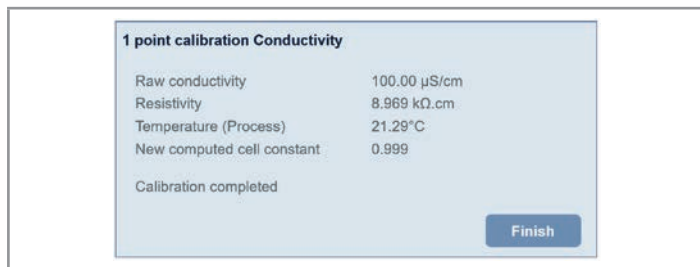 1 point calibration Conductivity
Raw conductivity 100.00 µS/cm
Resistivity 8.969 kΩ.cm
Temperature (Process) 21.29°C
New computed cell constant 0.999
Calibration completed
Finish